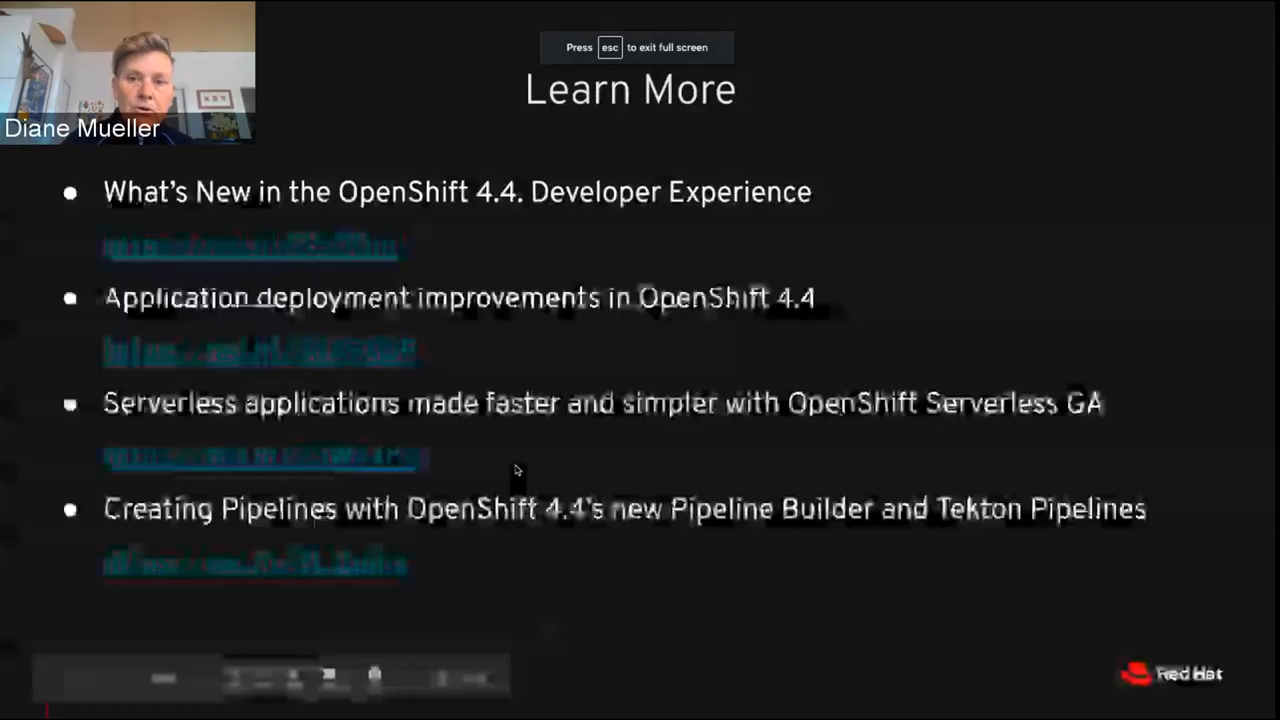 Press esc to exit full screen
Learn More
Diane Mueller
What's New in the OpenShift 4.4. Developer Experience
Application deployment improvements in OpenShift 4.4
Serverless applications made faster and simpler with OpenShift Serverless GA
Creating Pipelines with OpenShift 4.4's new Pipeline Builder and Tekton Pipelines
Red Hat